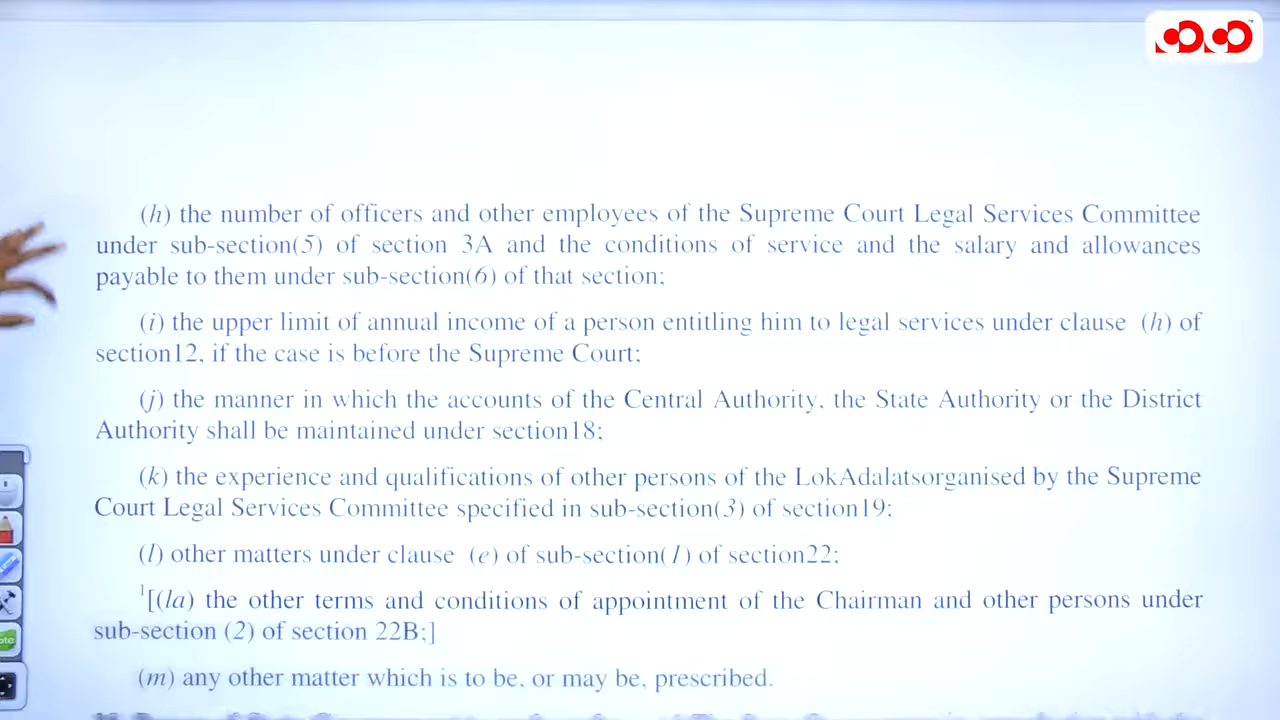 (h) the number of officers and other employees of the Supreme Court Legal Services Committee
under sub-section(5) of section 3A and the conditions of service and the salary and allowances
payable to them under sub-section(6) of that section;
(i) the upper limit of annual income of a person entitling him to legal services under clause (h) of
section12, if the case is before the Supreme Court;
(j) the manner in which the accounts of the Central Authority, the State Authority or the District
Authority shall be maintained under section18;
(k) the experience and qualifications of other persons of the LokAdalatsorganised by the Supreme
Court Legal Services Committee specified in sub-section(3) of section19;
(l) other matters under clause (e) of sub-section(1) of section22;
1[(la) the other terms and conditions of appointment of the Chairman and other persons under
sub-section (2) of section 22B;]
(m) any other matter which is to be, or may be, prescribed.